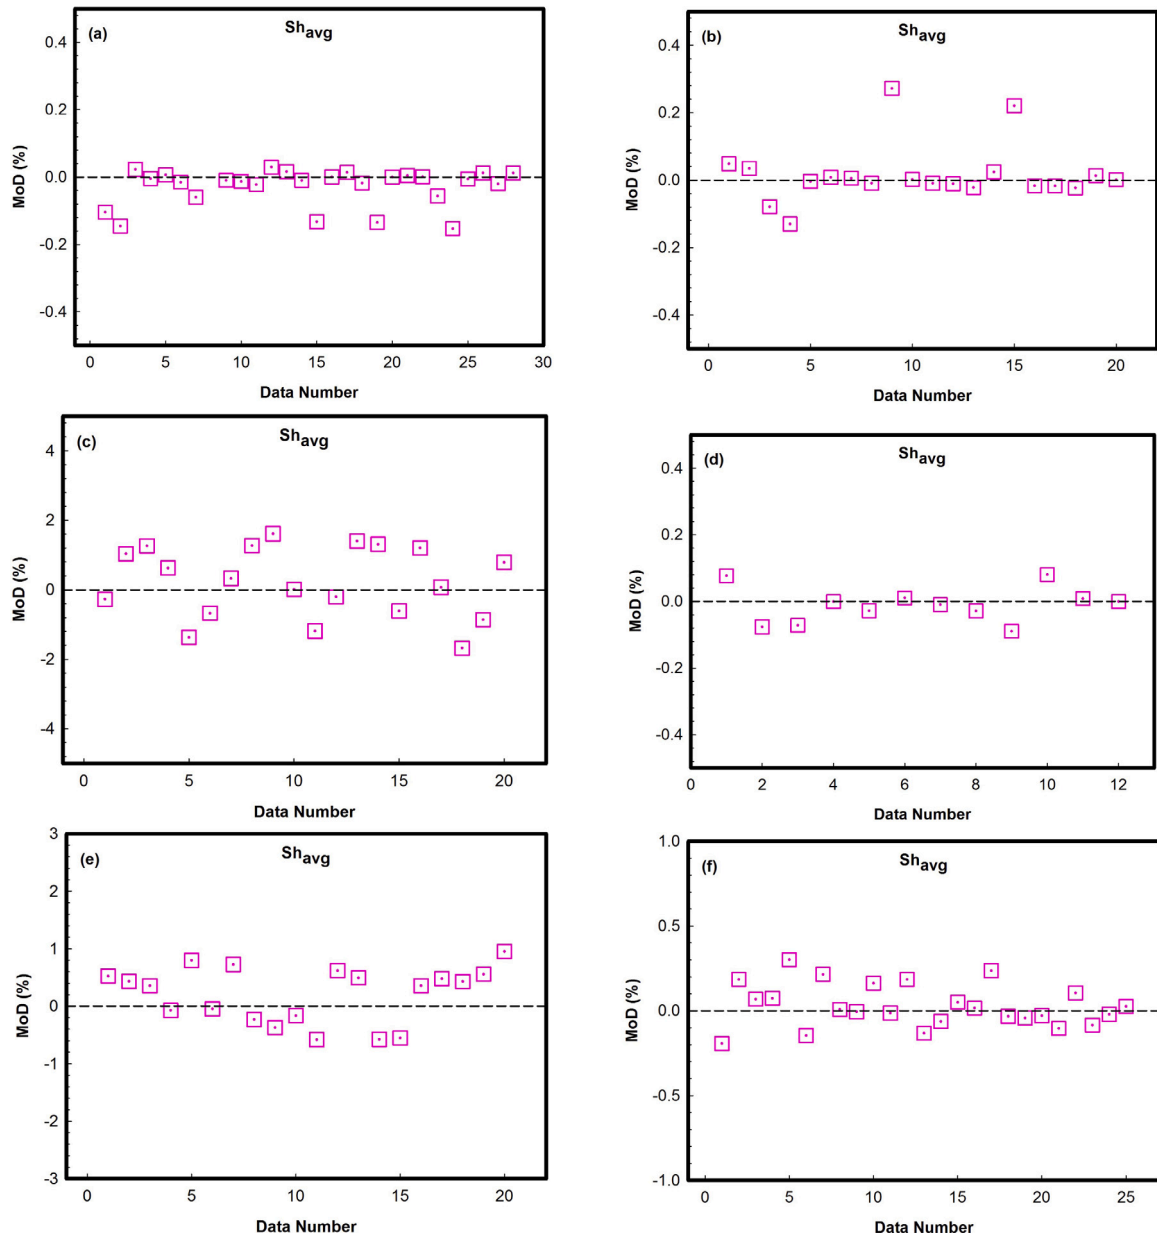 (a) Sh_avg
0.4
0.2
0.0
-0.2
-0.4
MoD (%)
0 5 10 15 20 25 30
Data Number
(b) Sh_avg
0.4
0.2
0.0
-0.2
-0.4
MoD (%)
0 5 10 15 20
Data Number
(c) Sh_avg
4
2
0
-2
-4
MoD (%)
0 5 10 15 20
Data Number
(d) Sh_avg
0.4
0.2
0.0
-0.2
-0.4
MoD (%)
0 2 4 6 8 10 12
Data Number
(e) Sh_avg
3
2
1
0
-1
-2
-3
MoD (%)
0 5 10 15 20
Data Number
(f) Sh_avg
1.0
0.5
0.0
-0.5
-1.0
MoD (%)
0 5 10 15 20 25
Data Number